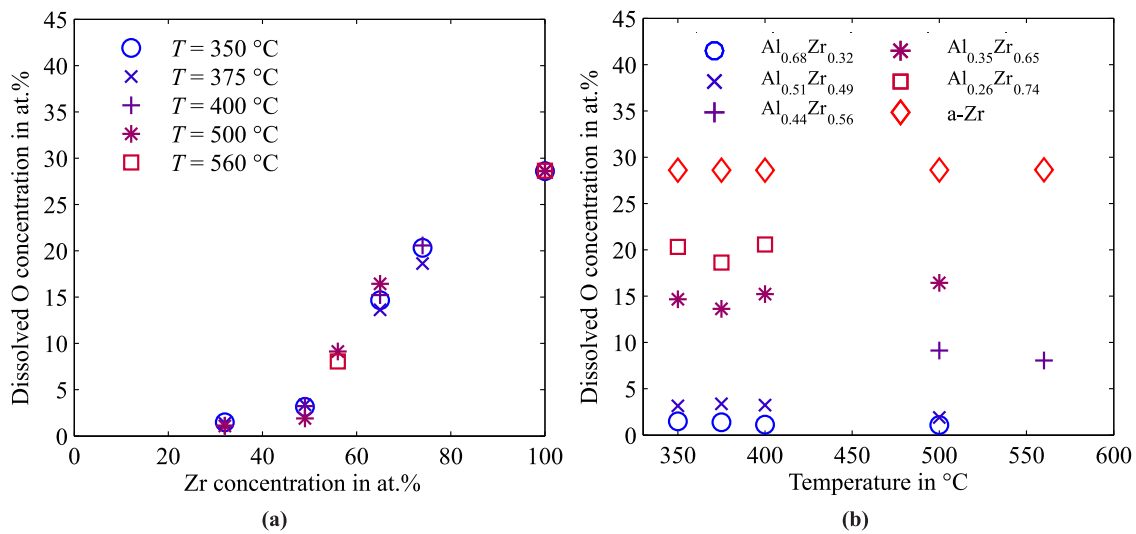 45
40
35
30
25
20
15
10
5
0
Dissolved O concentration in at.%
T = 350 °C
T = 375 °C
T = 400 °C
T = 500 °C
T = 560 °C
0 20 40 60 80 100
Zr concentration in at.%
(a)
45
40
35
30
25
20
15
10
5
0
Dissolved O concentration in at.%
Al0.68Zr0.32
Al0.51Zr0.49
Al0.44Zr0.56
Al0.35Zr0.65
Al0.26Zr0.74
a-Zr
350 400 450 500 550 600
Temperature in °C
(b)